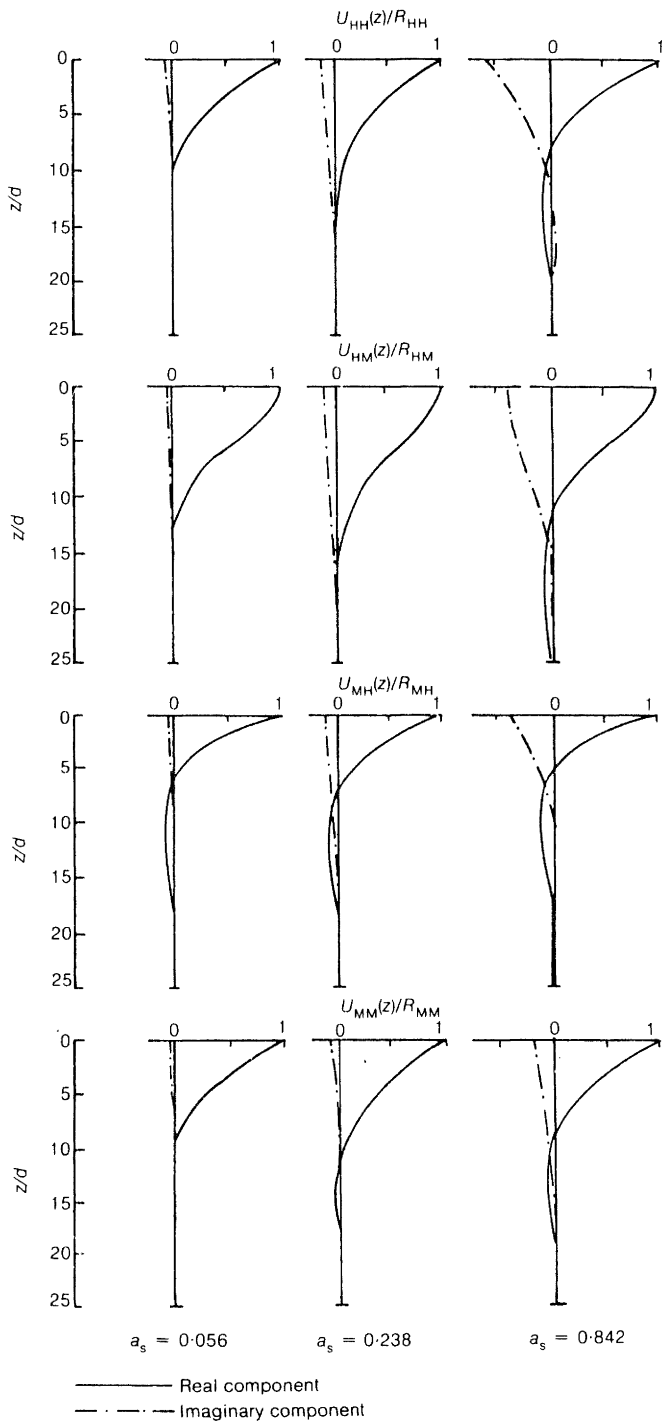 U_HH(z)/R_HH
0 1 0 1 0 1
0
5
10
15
20
25
z/d
U_HM(z)/R_HM
0 1 0 1 0 1
0
5
10
15
20
25
z/d
U_MH(z)/R_MH
0 1 0 1 0 1
0
5
10
15
20
25
z/d
U_MM(z)/R_MM
0 1 0 1 0 1
0
5
10
15
20
25
z/d
a_s = 0·056 a_s = 0·238 a_s = 0·842
Real component
Imaginary component